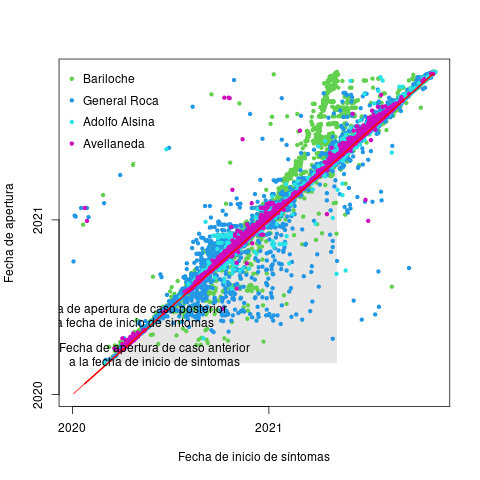 Bariloche
General Roca
Adolfo Alsina
Avellaneda
Fecha de apertura
2021
2020
a de apertura de caso posterior
a fecha de inicio de sintomas
Fecha de apertura de caso anterior
a la fecha de inicio de sintomas
2020
2021
Fecha de inicio de síntomas